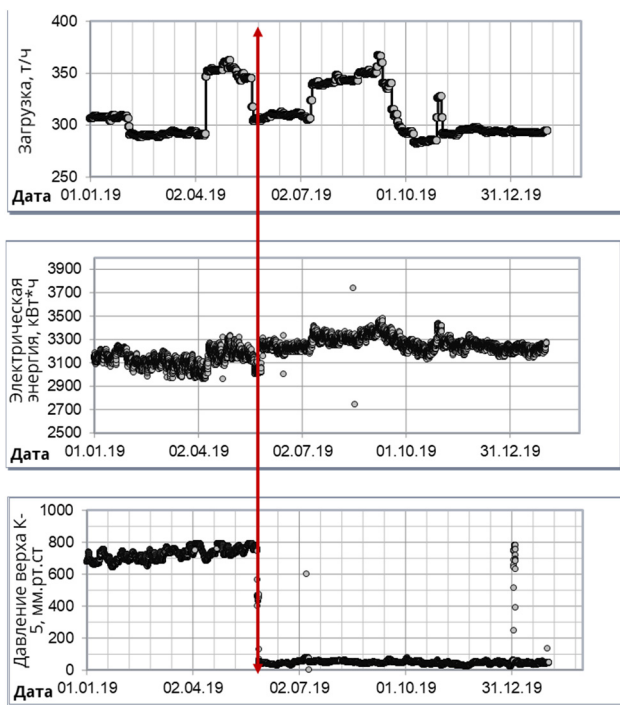 Загрузка, т/ч
400
350
300
250
Дата 01.01.19 02.04.19 02.07.19 01.10.19 31.12.19
Электрическая
энергия, кВт*ч
3900
3700
3500
3300
3100
2900
2700
2500
Дата 01.01.19 02.04.19 02.07.19 01.10.19 31.12.19
Давление верха К-
5, мм.рт.ст
1000
800
600
400
200
0
Дата 01.01.19 02.04.19 02.07.19 01.10.19 31.12.19